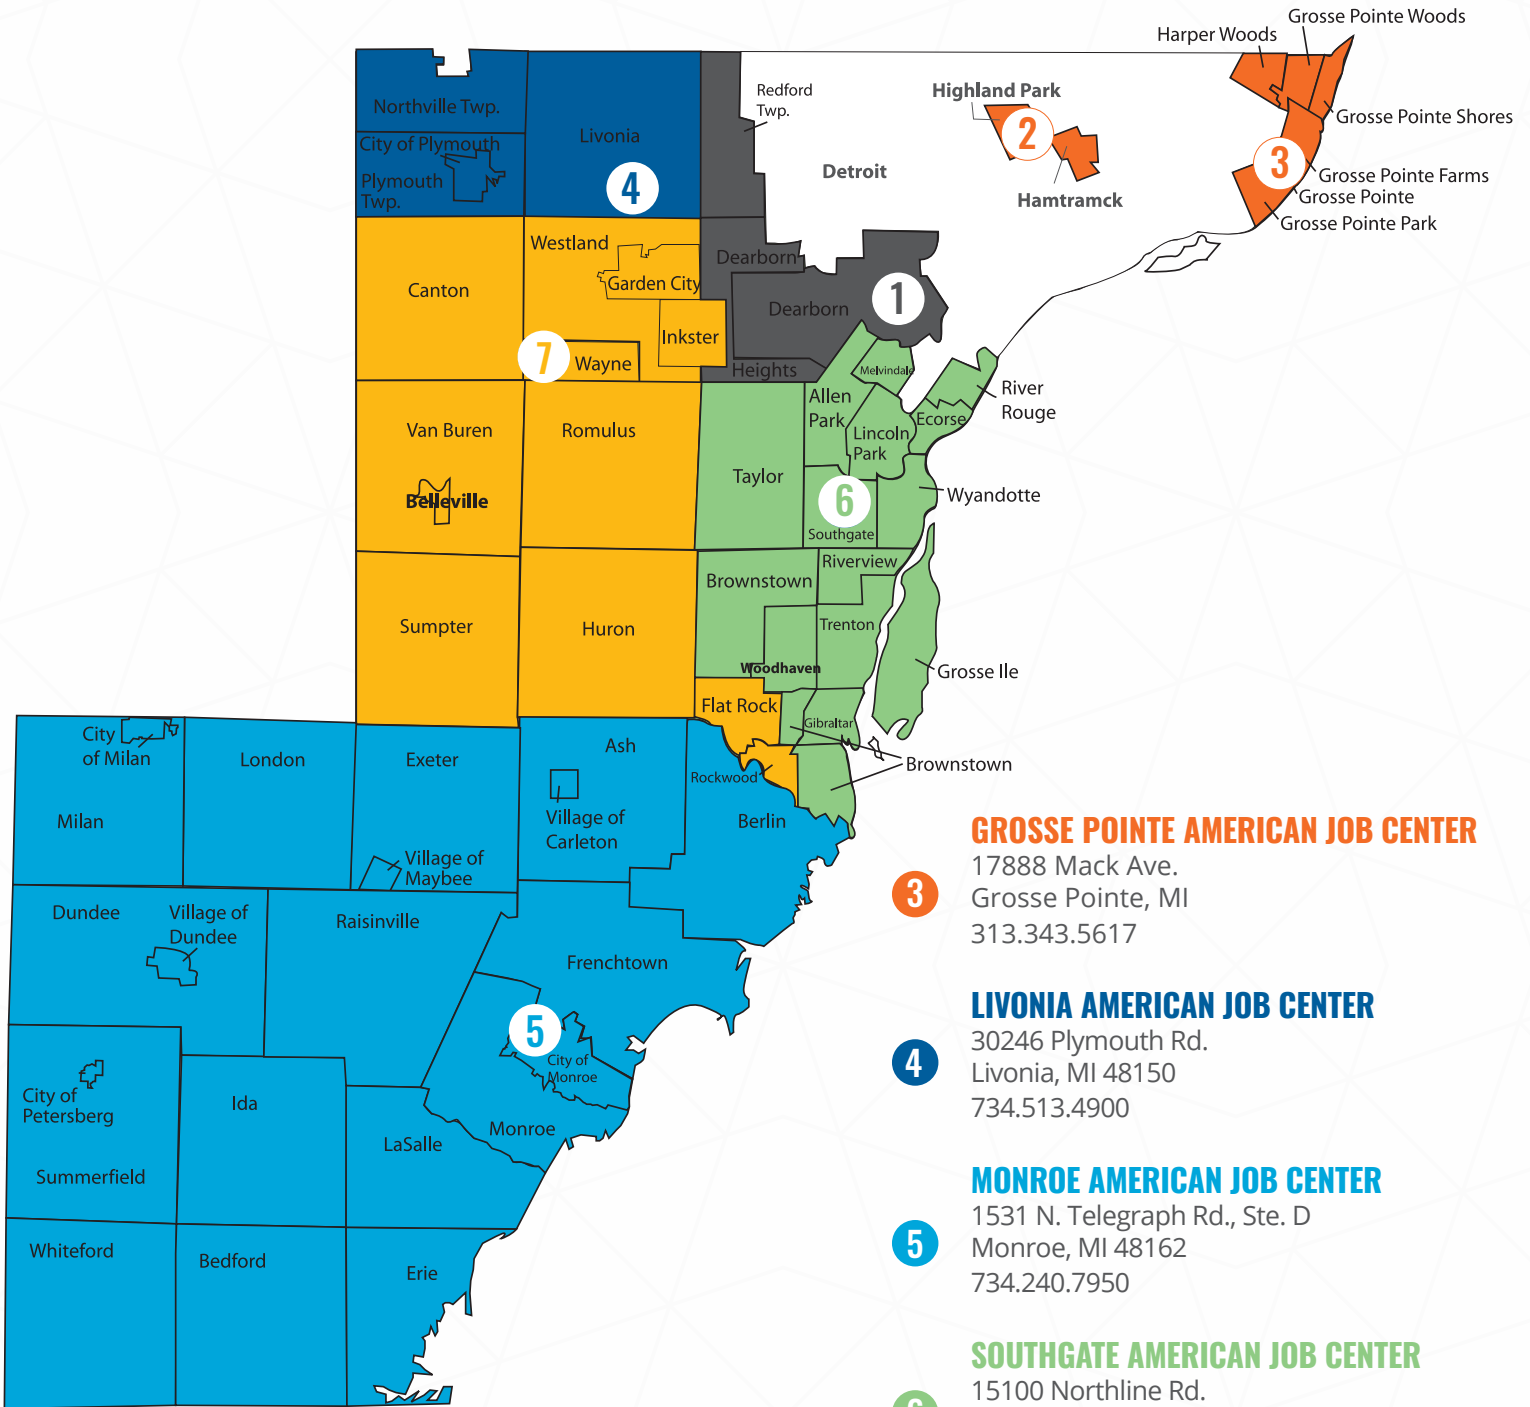 Grosse Pointe Woods
Harper Woods
Redford
Twp.
Highland Park
2
Grosse Pointe Shores
Northville Twp.
Livonia
City of Plymouth
Plymouth
Twp.
4
Detroit
Hamtramck
3
Grosse Pointe Farms
Grosse Pointe
Grosse Pointe Park
Westland
Garden City
Canton
Inkster
7
Wayne
Dearborn
Dearborn
Heights
1
Melvindale
Allen
Park
Lincoln
Park
Ecorse
River
Rouge
Van Buren
Romulus
Belleville
Taylor
6
Southgate
Wyandotte
Brownstown
Riverview
Trenton
Sumpter
Huron
Woodhaven
Grosse Ile
Flat Rock
Gibraltar
Brownstown
Rockwood
City
of Milan
London
Exeter
Ash
Milan
Village of
Carleton
Berlin
Village of
Maybee
Dundee
Village of
Dundee
Raisinville
Frenchtown
5
City of
Monroe
City of
Petersberg
Ida
Monroe
LaSalle
Summerfield
Whiteford
Bedford
Erie
GROSSE POINTE AMERICAN JOB CENTER
3
17888 Mack Ave.
Grosse Pointe, MI
313.343.5617
LIVONIA AMERICAN JOB CENTER
4
30246 Plymouth Rd.
Livonia, MI 48150
734.513.4900
MONROE AMERICAN JOB CENTER
5
1531 N. Telegraph Rd., Ste. D
Monroe, MI 48162
734.240.7950
SOUTHGATE AMERICAN JOB CENTER
6
15100 Northline Rd.